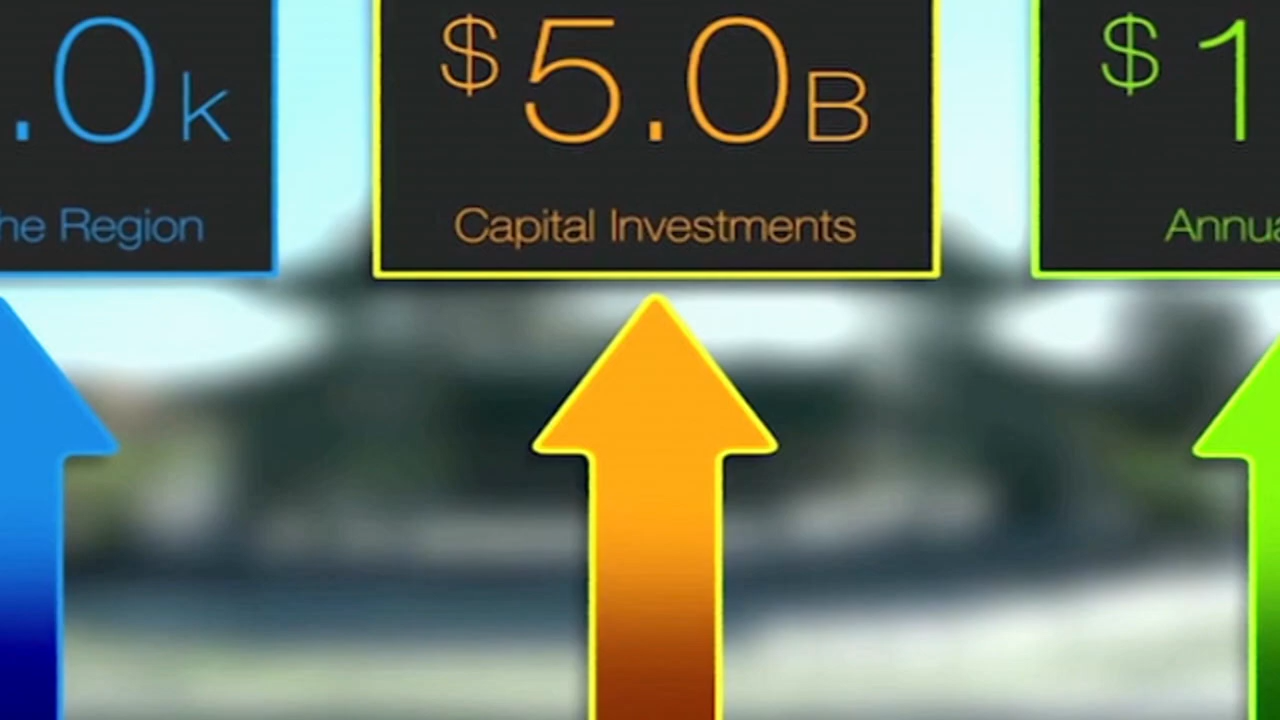 .0k
he Region
$5.0B
Capital Investments
$1
Annua